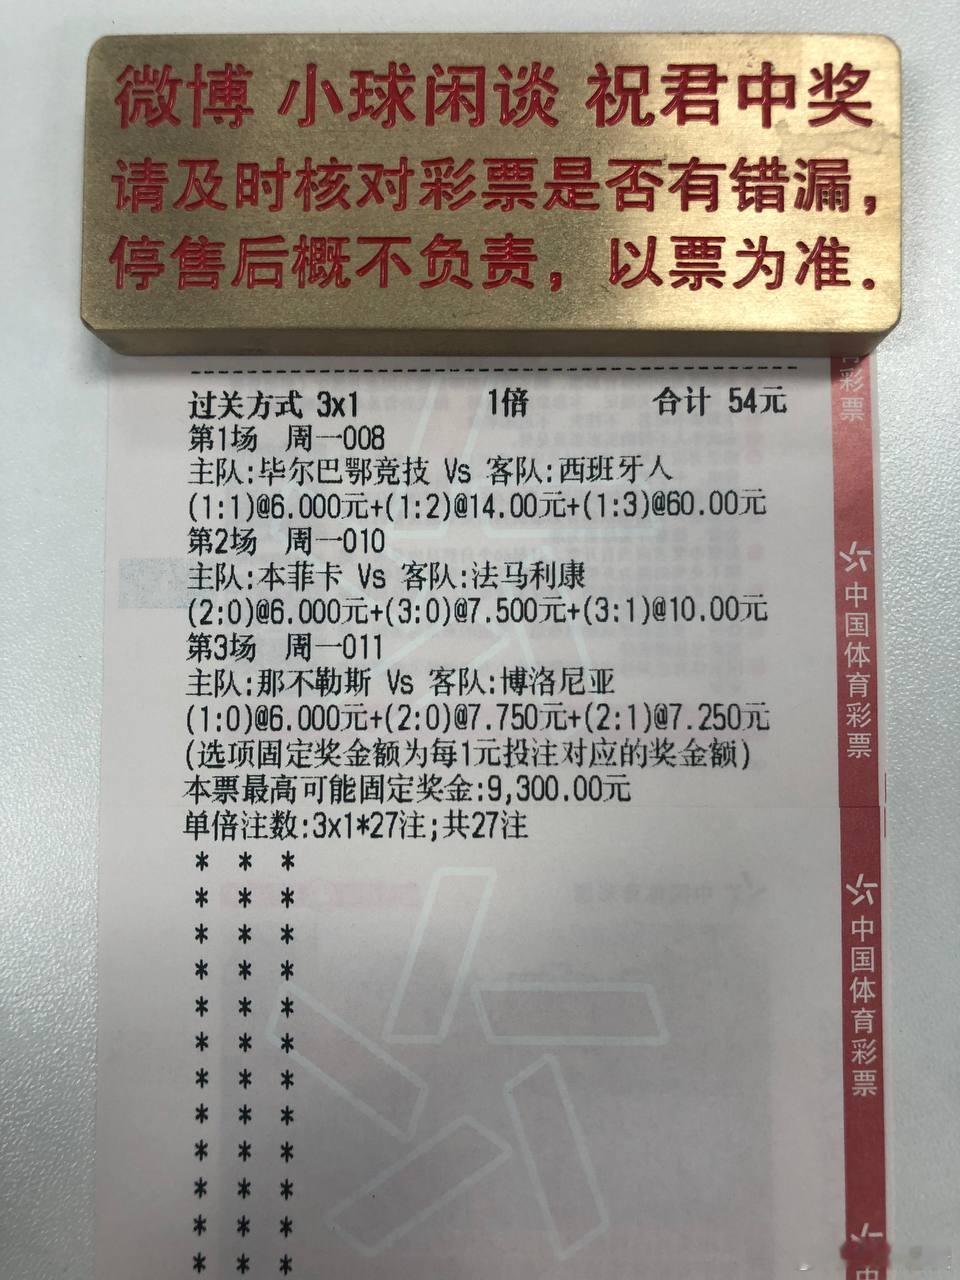 微博 小球闲谈 祝君中奖
请及时核对彩票是否有错漏，
停售后概不负责，以票为准.
过关方式 3x1 1倍 合计 54元
第1场 周一008
主队:毕尔巴鄂竞技 Vs 客队:西班牙人
(1:1)@6.000元+(1:2)@14.00元+(1:3)@60.00元
第2场 周一010
主队:本菲卡 Vs 客队:法马利康
(2:0)@6.000元+(3:0)@7.500元+(3:1)@10.00元
第3场 周一011
主队:那不勒斯 Vs 客队:博洛尼亚
(1:0)@6.000元+(2:0)@7.750元+(2:1)@7.250元
(选项固定奖金额为每1元投注对应的奖金额)
本票最高可能固定奖金:9,300.00元
单倍注数:3x1*27注;共27注
* * *
* * *
* * *
* * *
* * *
* * *
* * *
* * *
* * *
* * *
* * *
* * *
彩票
中国体育彩票
中国体育彩票
中